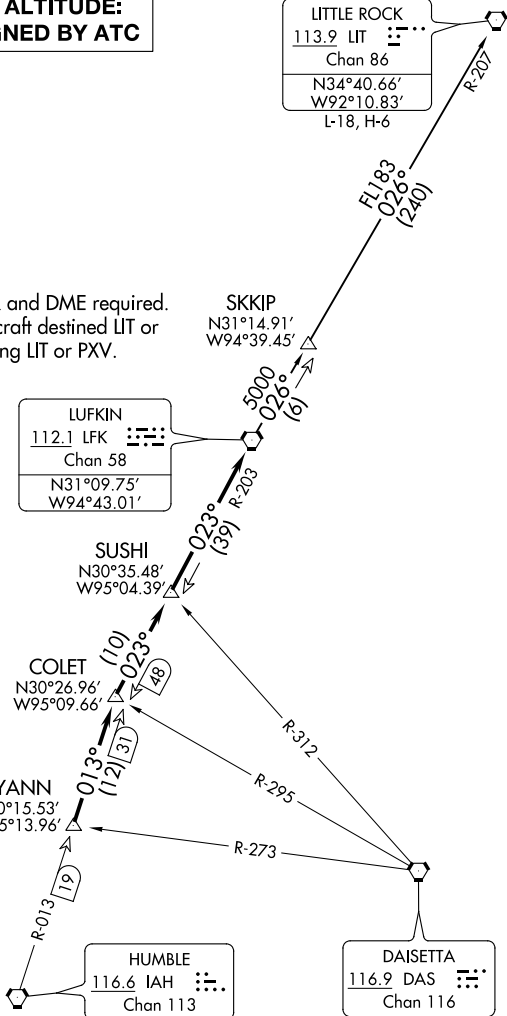 ALTITUDE:
GNED BY ATC
LITTLE ROCK
113.9 LIT
Chan 86
N34°40.66'
W92°10.83'
L-18, H-6
R-207
FL183
026°
(240)
and DME required.
craft destined LIT or
ng LIT or PXV.
SKKIP
N31°14.91'
W94°39.45'
5000
026°
(6)
LUFKIN
112.1 LFK
Chan 58
N31°09.75'
W94°43.01'
R-203
023°
(39)
SUSHI
N30°35.48'
W95°04.39'
(10)
023°
48
COLET
N30°26.96'
W95°09.66'
013°
(12)
31
R-312
R-295
R-273
YANN
0°15.53'
5°13.96'
R-013
19
HUMBLE
116.6 IAH
Chan 113
DAISETTA
116.9 DAS
Chan 116